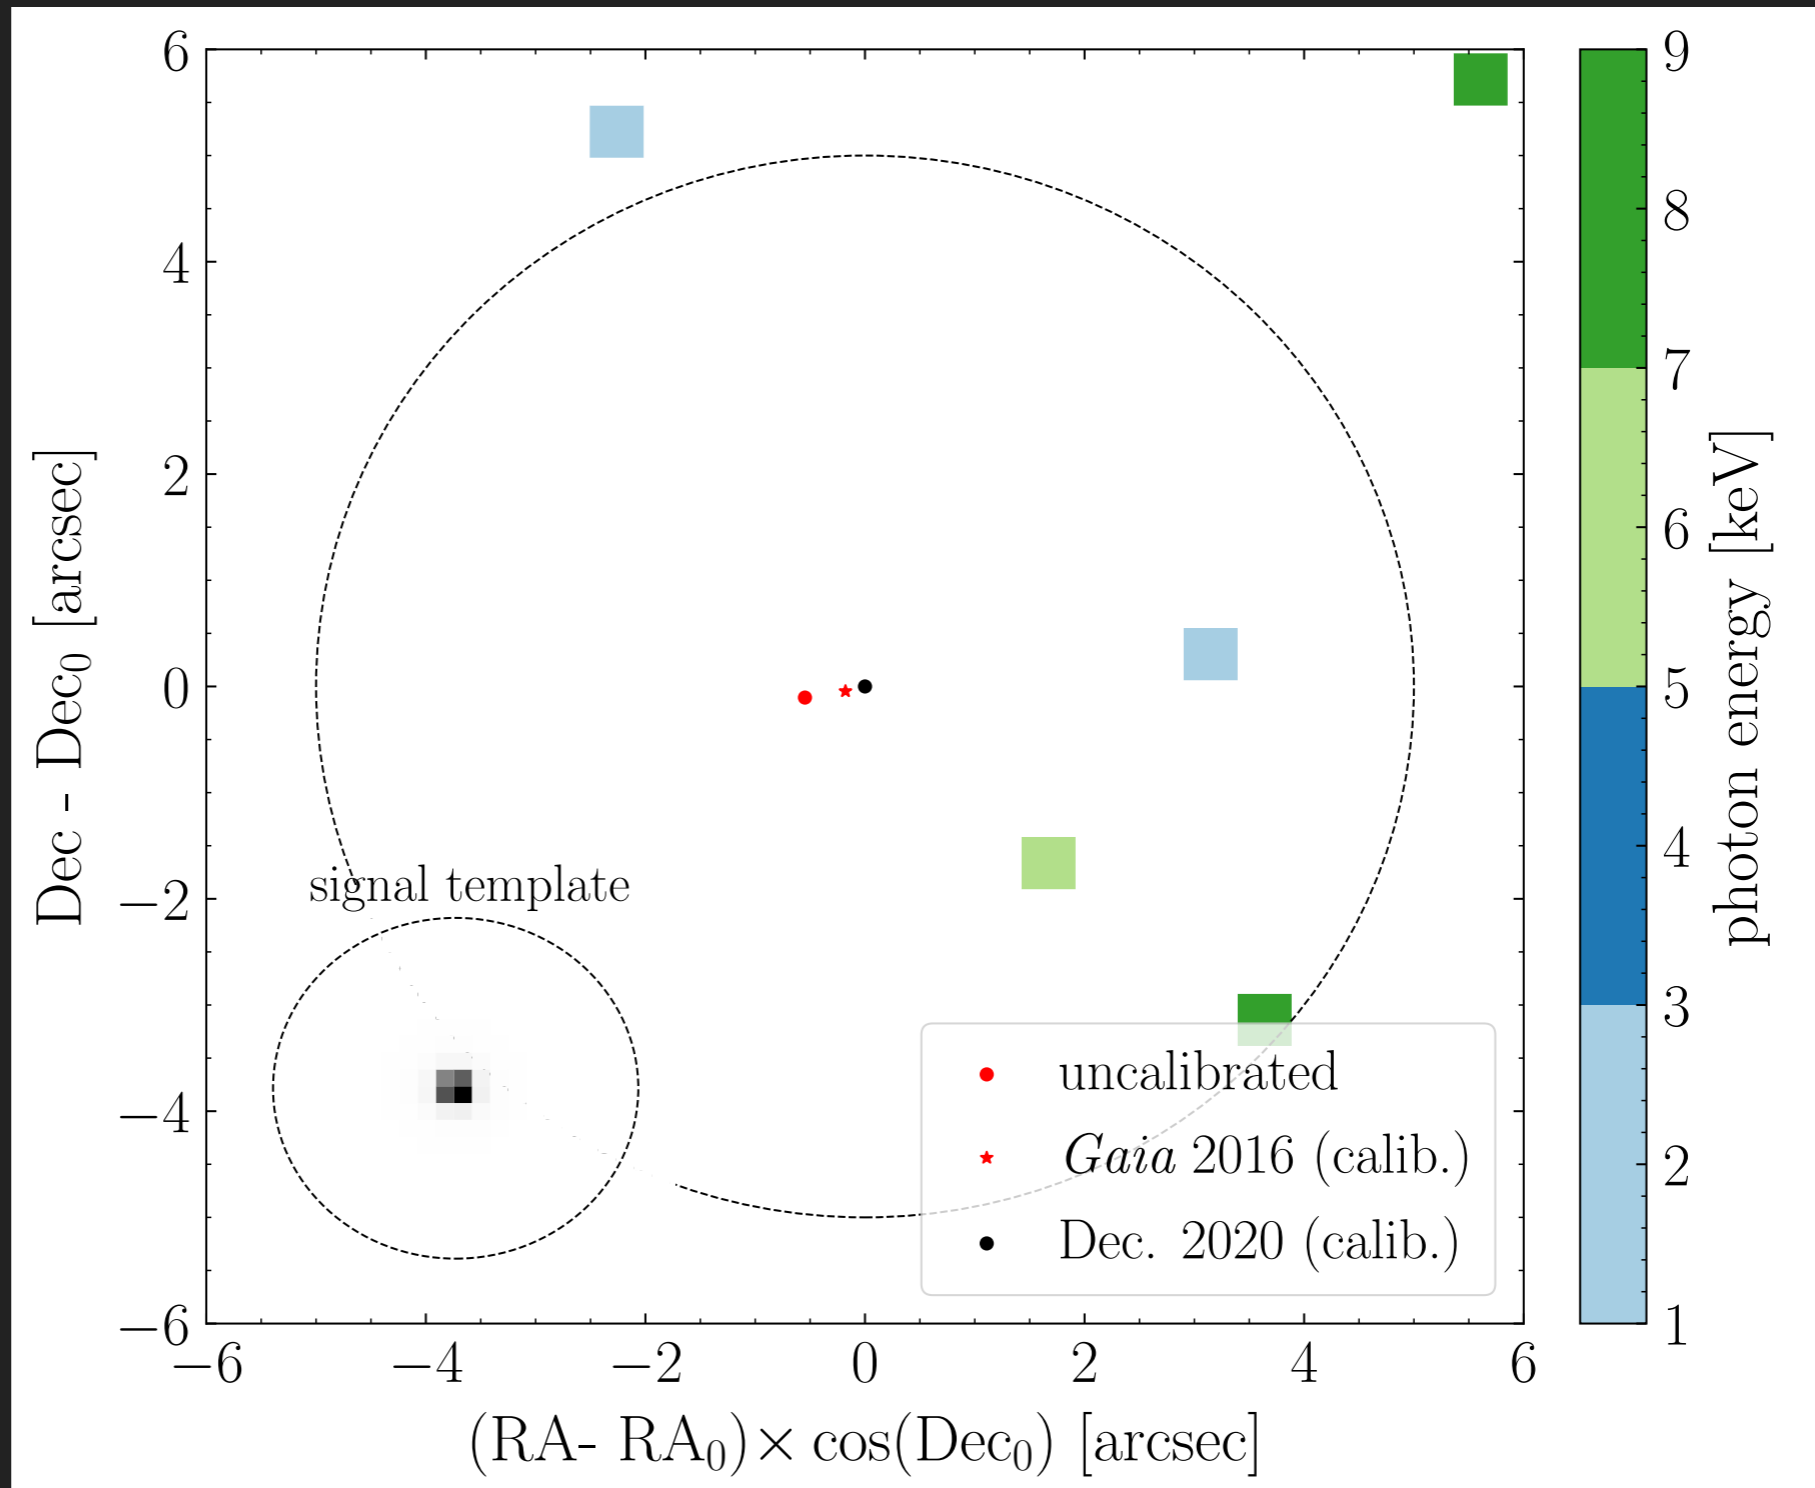 6
4
2
0
−2
−4
−6
Dec - Dec₀ [arcsec]
signal template
uncalibrated
Gaia 2016 (calib.)
Dec. 2020 (calib.)
−6 −4 −2 0 2 4 6
(RA- RA₀)× cos(Dec₀) [arcsec]
9
8
7
6
5
4
3
2
1
photon energy [keV]